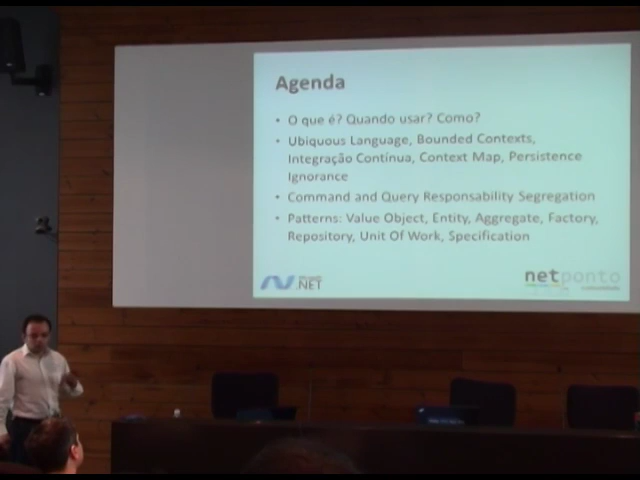 Agenda
• O que é? Quando usar? Como?
• Ubiquous Language, Bounded Contexts,
Integração Contínua, Context Map, Persistence
Ignorance
• Command and Query Responsability Segregation
• Patterns: Value Object, Entity, Aggregate, Factory,
Repository, Unit Of Work, Specification
.NET
netponto